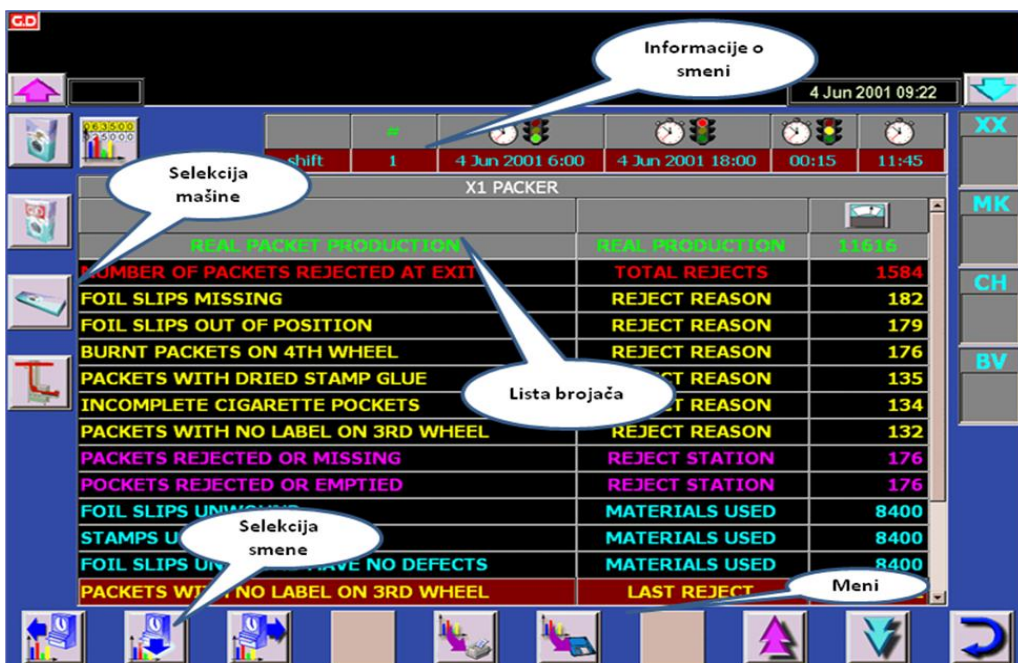 G.D
Informacije o
smeni
4 Jun 2001 09:22
XX
shift # 1 4 Jun 2001 6:00 4 Jun 2001 18:00 00:15 11:45
Selekcija
mašine
X1 PACKER
MK
REAL PACKET PRODUCTION REAL PRODUCTION 11616
NUMBER OF PACKETS REJECTED AT EXIT TOTAL REJECTS 1584
CH
FOIL SLIPS MISSING REJECT REASON 182
FOIL SLIPS OUT OF POSITION REJECT REASON 179
BURNT PACKETS ON 4TH WHEEL REJECT REASON 176
BV
PACKETS WITH DRIED STAMP GLUE REASON 135
Lista brojača
INCOMPLETE CIGARETTE POCKETS REASON 134
PACKETS WITH NO LABEL ON 3RD WHEEL REJECT REASON 132
PACKETS REJECTED OR MISSING REJECT STATION 176
POCKETS REJECTED OR EMPTIED REJECT STATION 176
FOIL SLIPS MATERIALS USED 8400
Selekcija
smene
STAMPS MATERIALS USED 8400
FOIL SLIPS HAVE NO DEFECTS MATERIALS USED 8400
Meni
PACKETS WITH NO LABEL ON 3RD WHEEL LAST REJECT